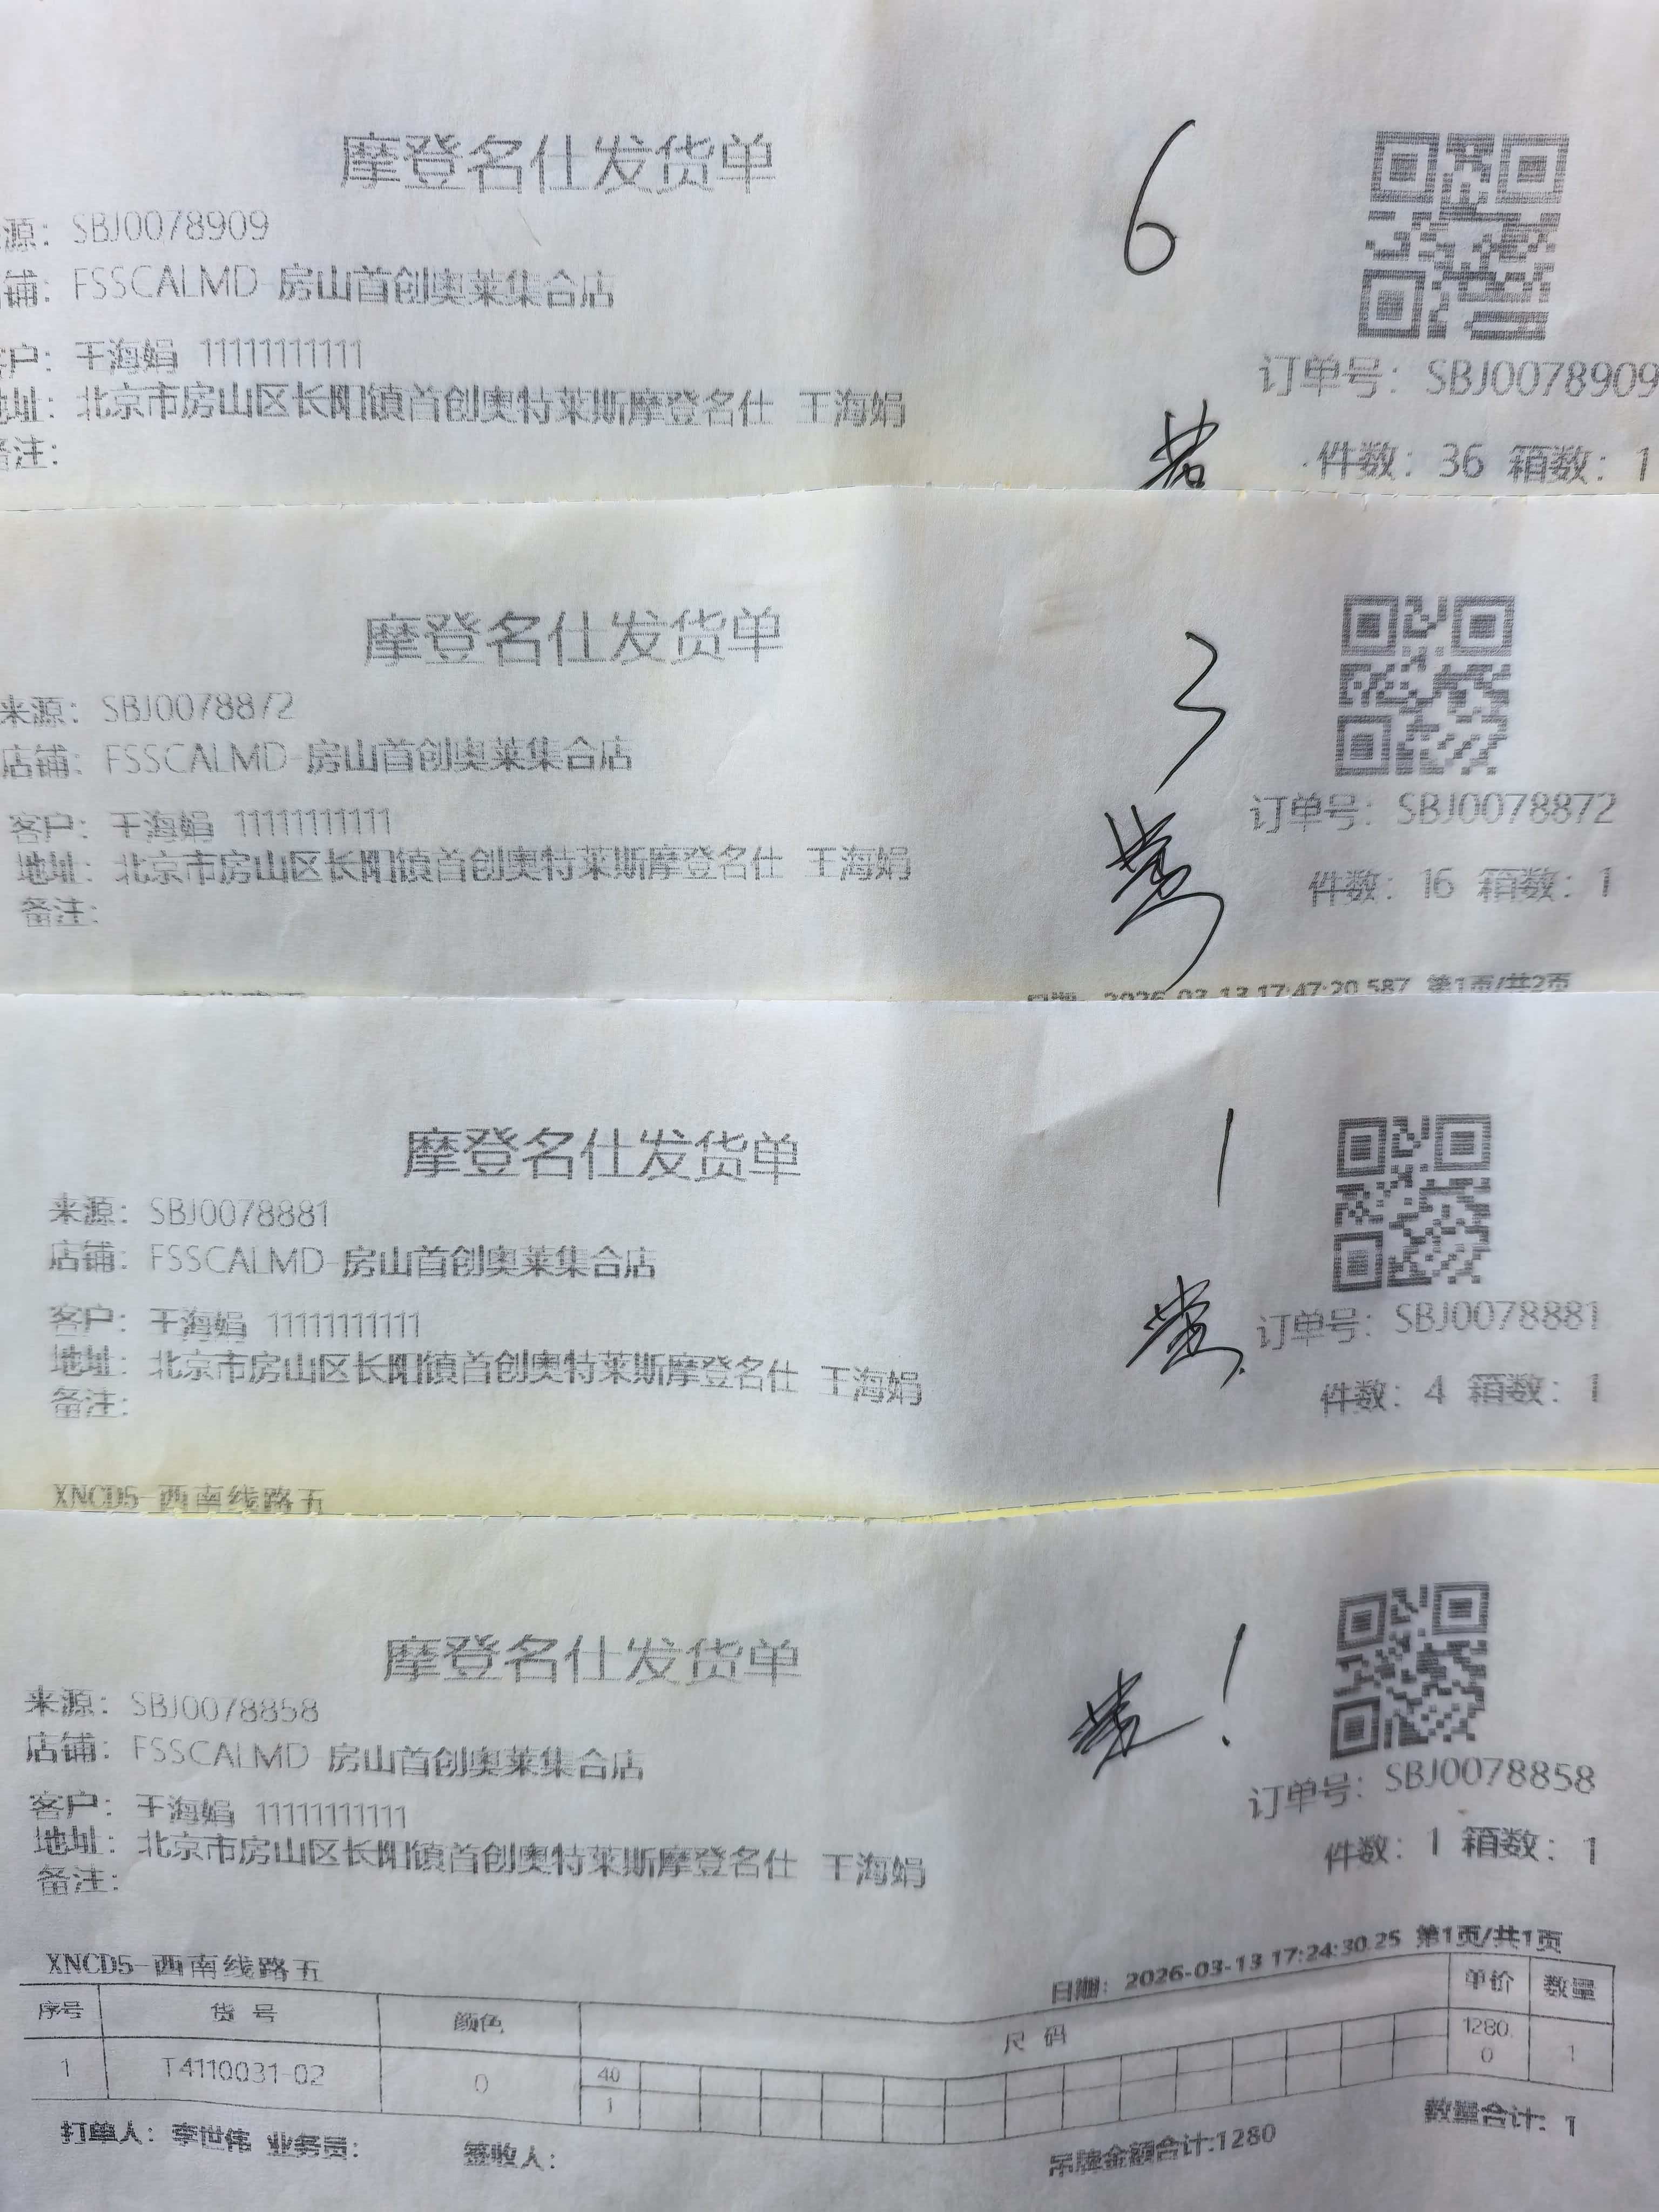 摩登名仕发货单
6
源: SBJ0078909
铺: FSSCALMD-房山首创奥莱集合店
户: 王海娟 11111111111
订单号: SBJ0078909
址: 北京市房山区长阳镇首创奥特莱斯摩登名仕 王海娟
备注:
件数: 36 箱数: 1
摩登名仕发货单
3
来源: SBJ0078872
店铺: FSSCALMD-房山首创奥莱集合店
客户: 王海娟 11111111111
订单号: SBJ0078872
地址: 北京市房山区长阳镇首创奥特莱斯摩登名仕 王海娟
件数: 16 箱数: 1
备注:
日期: 2026-03-13 17:47:20.587 第1页/共2页
摩登名仕发货单
1
来源: SBJ0078881
店铺: FSSCALMD-房山首创奥莱集合店
客户: 王海娟 11111111111
订单号: SBJ0078881
地址: 北京市房山区长阳镇首创奥特莱斯摩登名仕 王海娟
件数: 4 箱数: 1
备注:
XNCD5-西南线路五
摩登名仕发货单
来源: SBJ0078858
店铺: FSSCALMD-房山首创奥莱集合店
客户: 王海娟 11111111111
订单号: SBJ0078858
地址: 北京市房山区长阳镇首创奥特莱斯摩登名仕 王海娟
件数: 1 箱数: 1
备注:
XNCD5-西南线路五
日期: 2026-03-13 17:24:30.25 第1页/共1页
序号 货号 颜色 尺码 单价 数量
1 T4110031-02 0 40 1280.0 1
1
打单人: 李世伟 业务员: 签收人: 吊牌金额合计:1280 数量合计: 1